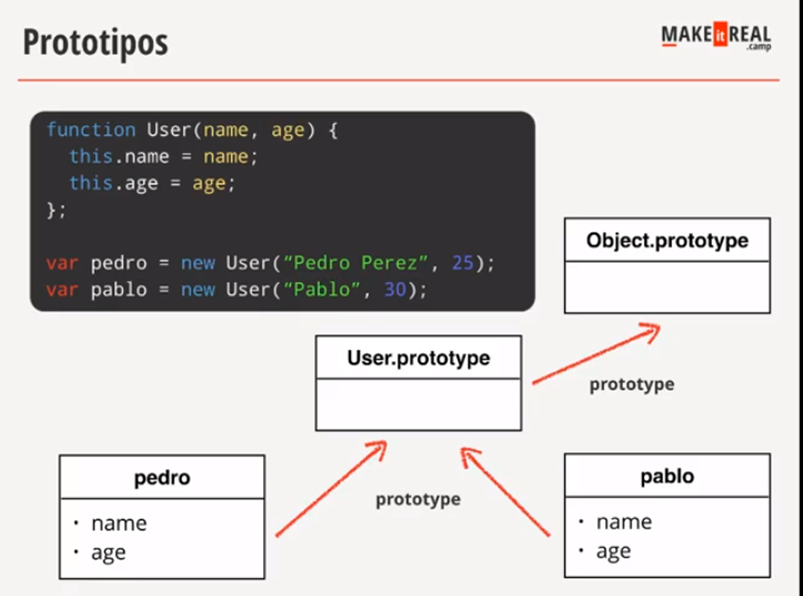 Prototipos
MAKE it REAL
.camp
function User(name, age) {
  this.name = name;
  this.age = age;
};
var pedro = new User(“Pedro Perez”, 25);
var pablo = new User(“Pablo”, 30);
Object.prototype
User.prototype
prototype
pedro
· name
· age
prototype
pablo
· name
· age